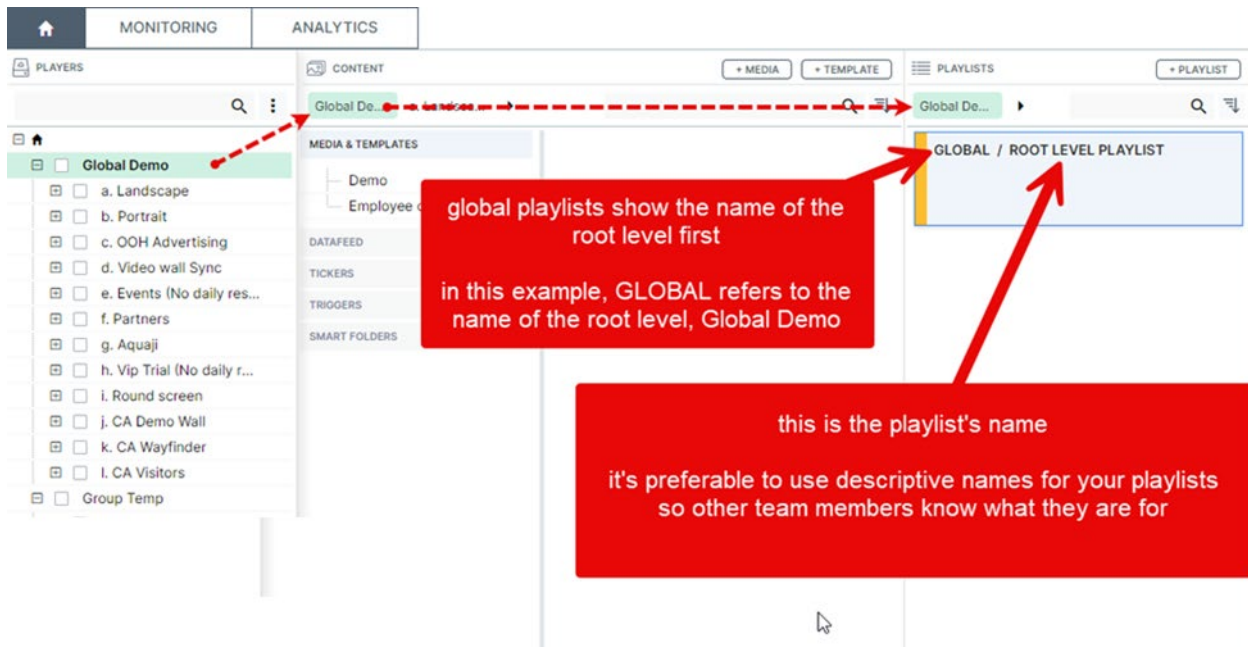 MONITORING
ANALYTICS
PLAYERS
CONTENT
+ MEDIA
+ TEMPLATE
PLAYLISTS
+ PLAYLIST
Global De...
Global De...
MEDIA & TEMPLATES
Demo
Employee
DATAFEED
TICKERS
TRIGGERS
SMART FOLDERS
Global Demo
a. Landscape
b. Portrait
c. OOH Advertising
d. Video wall Sync
e. Events (No daily res...
f. Partners
g. Aquaji
h. Vip Trial (No daily r...
i. Round screen
j. CA Demo Wall
k. CA Wayfinder
l. CA Visitors
Group Temp
GLOBAL / ROOT LEVEL PLAYLIST
global playlists show the name of the
root level first
in this example, GLOBAL refers to the
name of the root level, Global Demo
this is the playlist's name
it's preferable to use descriptive names for your playlists
so other team members know what they are for